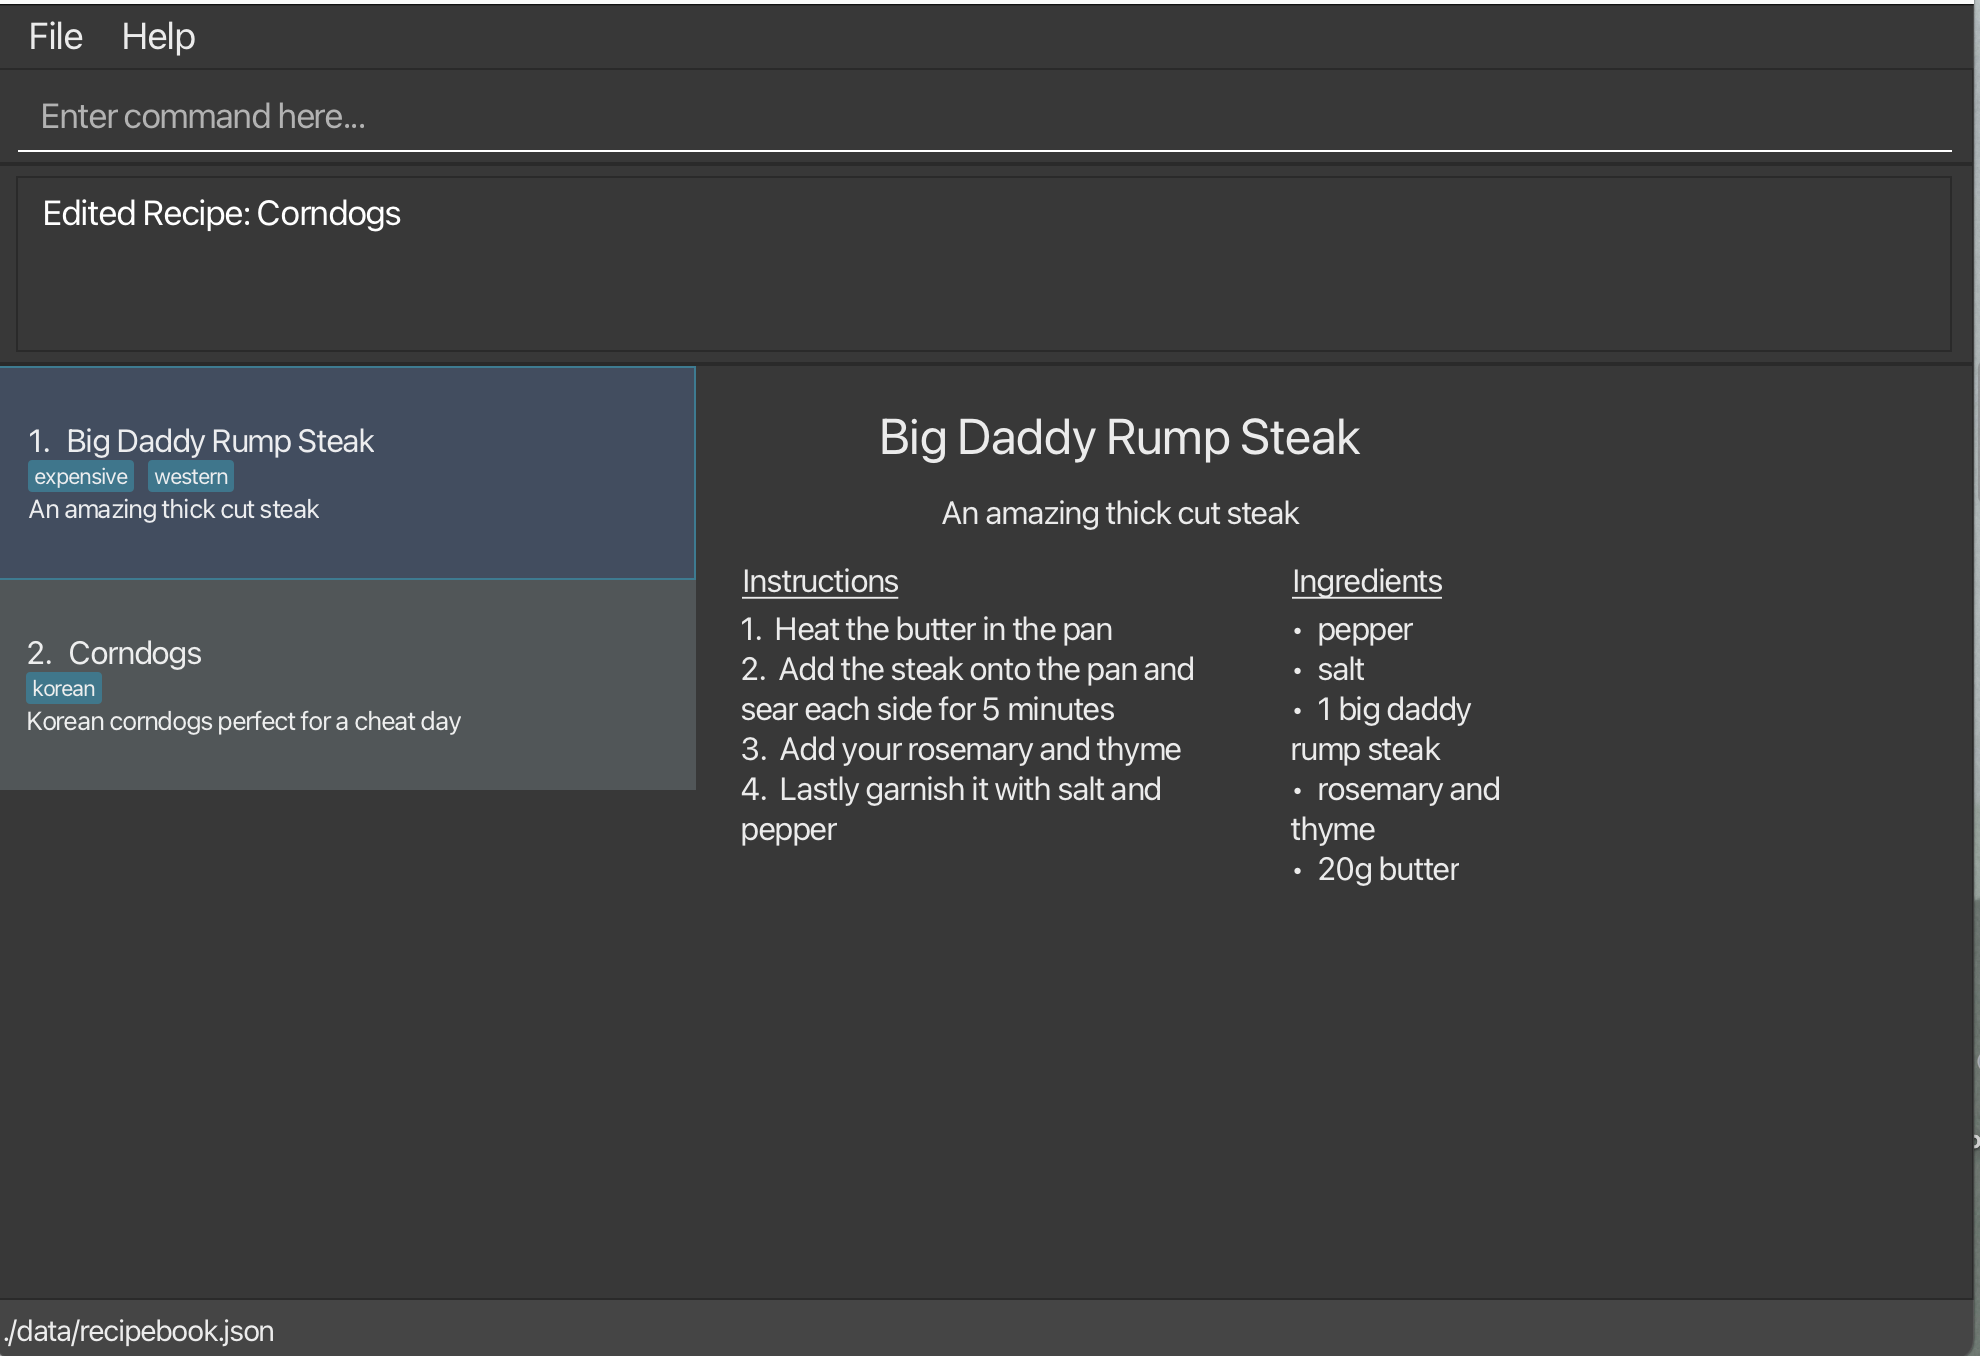 File Help
Enter command here...
Edited Recipe: Corndogs
1. Big Daddy Rump Steak
expensive western
An amazing thick cut steak
2. Corndogs
korean
Korean corndogs perfect for a cheat day
Big Daddy Rump Steak
An amazing thick cut steak
Instructions
1. Heat the butter in the pan
2. Add the steak onto the pan and
sear each side for 5 minutes
3. Add your rosemary and thyme
4. Lastly garnish it with salt and
pepper
Ingredients
• pepper
• salt
• 1 big daddy
rump steak
• rosemary and
thyme
• 20g butter
./data/recipebook.json